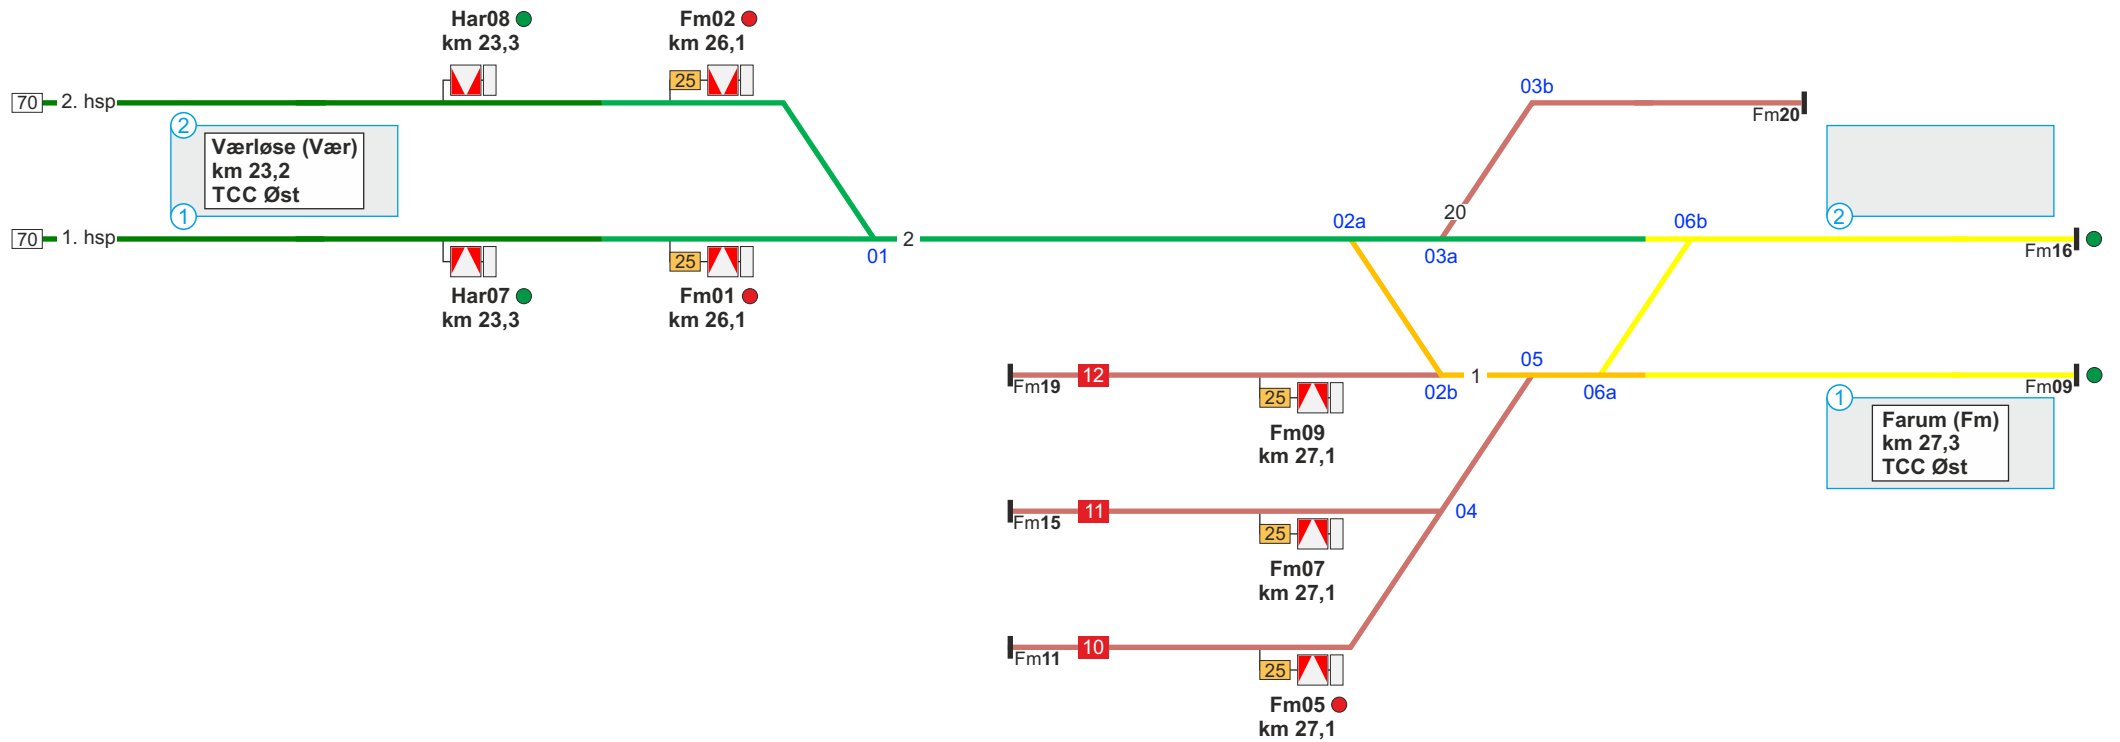 Har08
km 23,3
Fm02
km 26,1
25
70 2. hsp
03b
Fm20
2
Værløse (Vær)
km 23,2
TCC Øst
1
20
02a
06b
2
70 1. hsp
2
Fm16
01
03a
25
Har07
km 23,3
Fm01
km 26,1
05
12
1
Fm19
02b
06a
Fm09
25
Fm09
km 27,1
1
Farum (Fm)
km 27,3
TCC Øst
11
04
Fm15
25
Fm07
km 27,1
10
Fm11
25
Fm05
km 27,1